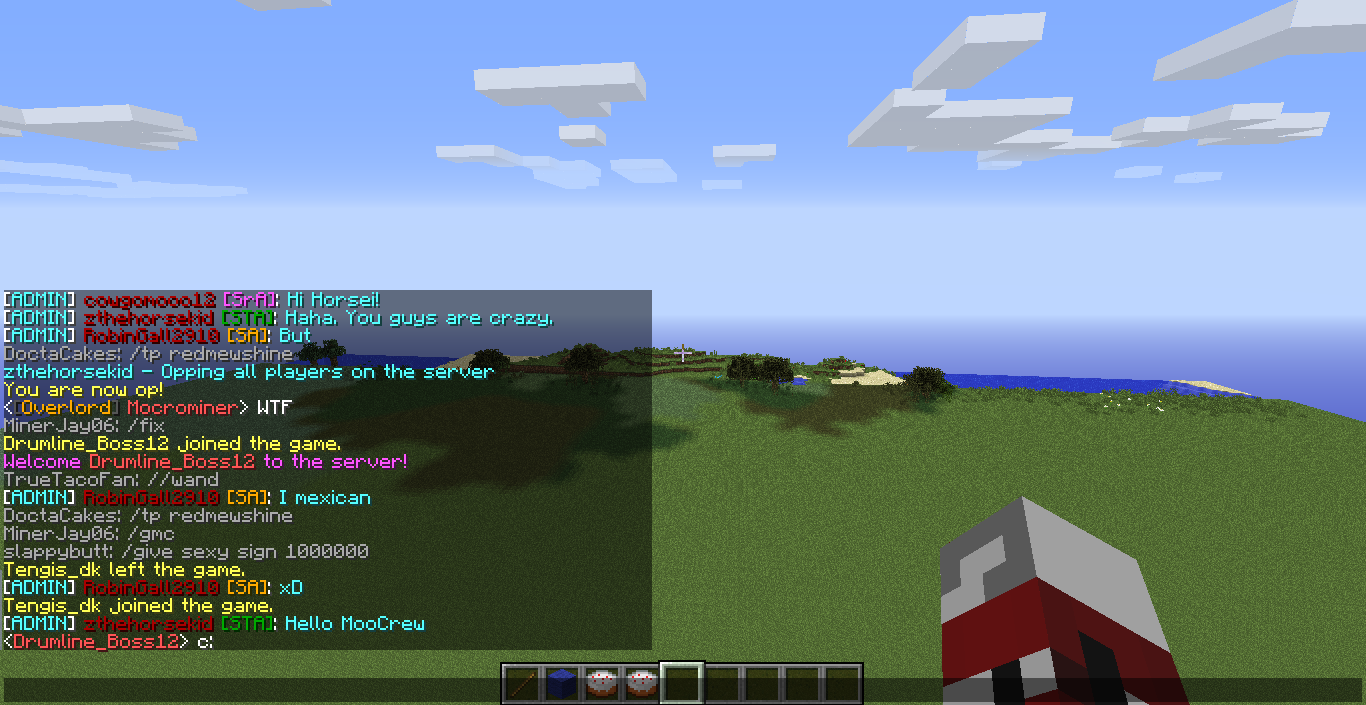 [ADMIN] cowgomooo12 [SrA]: Hi Horsei!
[ADMIN] zthehorsekid [STA]: Haha. You guys are crazy.
[ADMIN] RobinGall2910 [SA]: But
DoctaCakes: /tp redmewshine
zthehorsekid - Opping all players on the server
You are now op!
<[Overlord] Mocrominer> WTF
MinerJay06: /fix
Drumline_Boss12 joined the game.
Welcome Drumline_Boss12 to the server!
TrueTacoFan: //wand
[ADMIN] RobinGall2910 [SA]: I mexican
DoctaCakes: /tp redmewshine
MinerJay06: /gmc
slappybutt: /give sexy sign 1000000
Tengis_dk left the game.
[ADMIN] RobinGall2910 [SA]: xD
Tengis_dk joined the game.
[ADMIN] zthehorsekid [STA]: Hello MooCrew
<Drumline_Boss12> c: